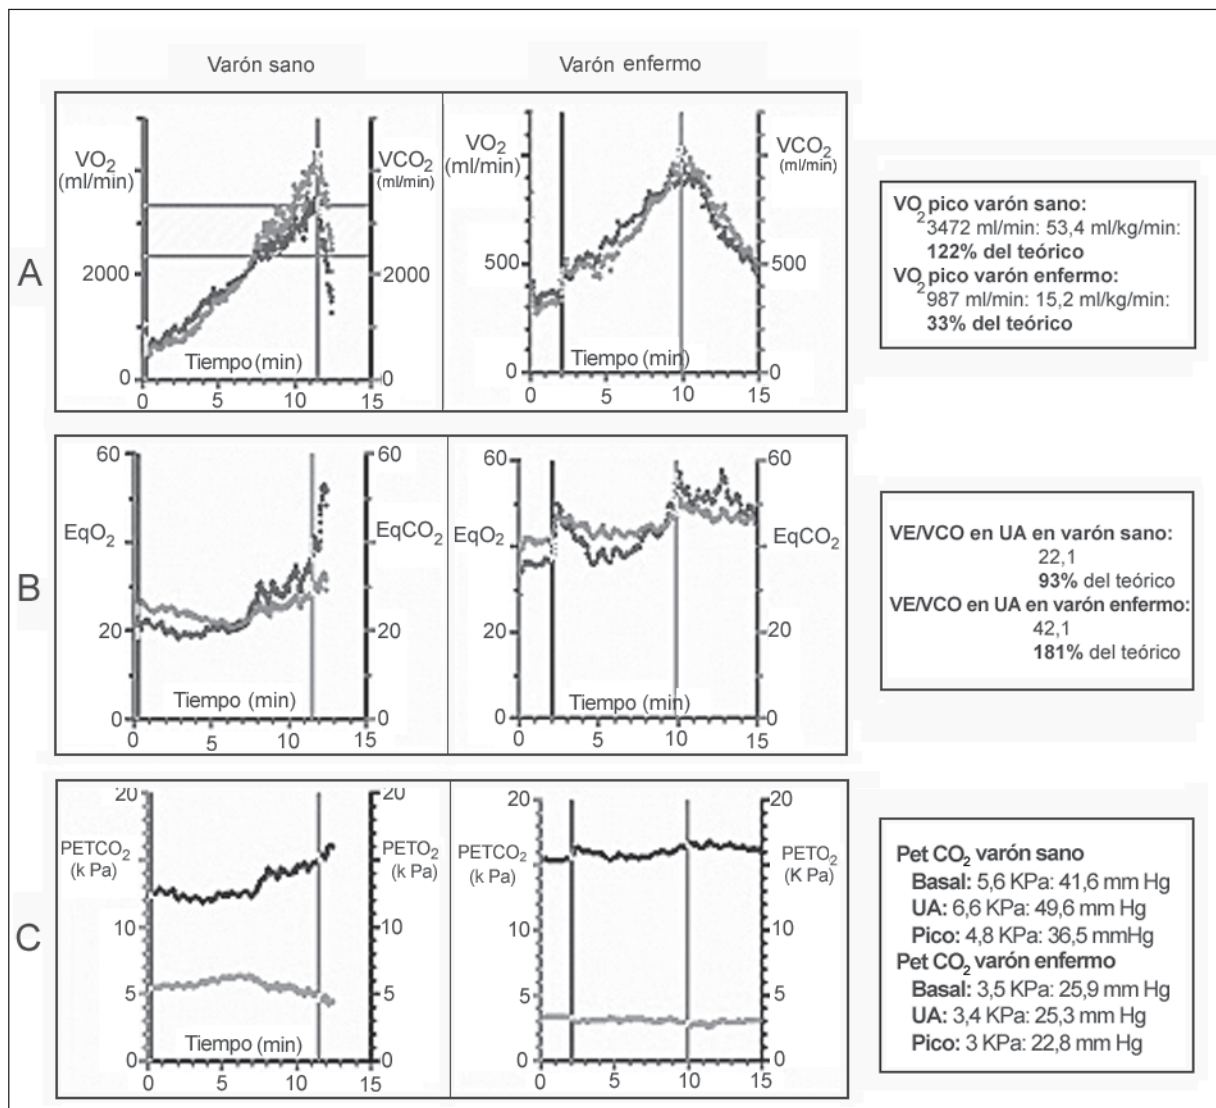 Varón sano
Varón enfermo
A
VO2
(ml/min)
VCO2
(ml/min)
2000
2000
0
0
Tiempo (min)
0
5
10
15
VO2
(ml/min)
VCO2
(ml/min)
500
500
0
0
Tiempo (min)
0
5
10
15
VO2 pico varón sano:
3472 ml/min: 53,4 ml/kg/min:
122% del teórico
VO2 pico varón enfermo:
987 ml/min: 15,2 ml/kg/min:
33% del teórico
B
60
60
EqO2
EqCO2
40
40
20
20
0
0
Tiempo (min)
0
5
10
15
60
60
EqO2
EqCO2
40
40
20
20
0
0
Tiempo (min)
0
5
10
15
VE/VCO en UA en varón sano:
22,1
93% del teórico
VE/VCO en UA en varón enfermo:
42,1
181% del teórico
C
20
20
PETCO2
(k Pa)
PETO2
(k Pa)
10
10
5
5
0
0
Tiempo (min)
0
5
10
15
20
20
PETCO2
(k Pa)
PETO2
(K Pa)
15
15
10
10
5
5
0
0
0
5
10
15
Pet CO2 varón sano
Basal: 5,6 KPa: 41,6 mm Hg
UA: 6,6 KPa: 49,6 mm Hg
Pico: 4,8 KPa: 36,5 mmHg
Pet CO2 varón enfermo
Basal: 3,5 KPa: 25,9 mm Hg
UA: 3,4 KPa: 25,3 mm Hg
Pico: 3 KPa: 22,8 mm Hg